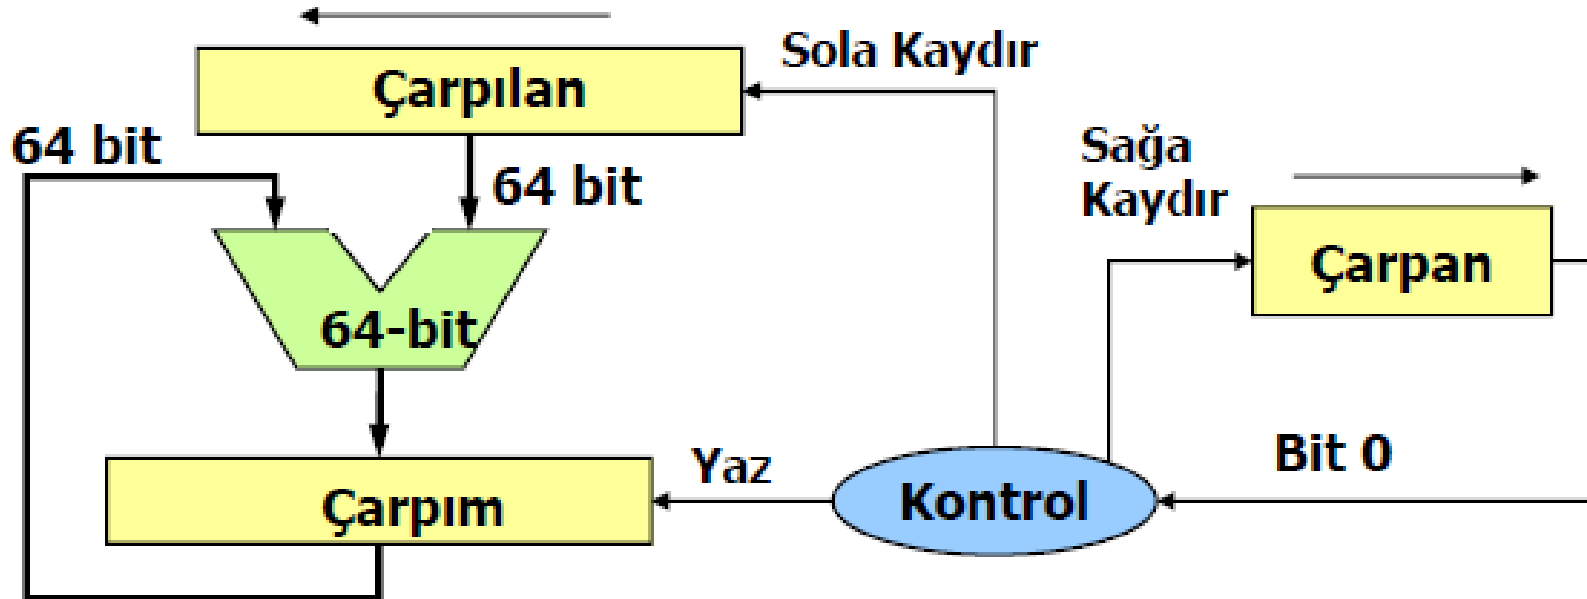 Sola Kaydır
Çarpılan
64 bit
64 bit
Sağa
Kaydır
Çarpan
64-bit
Bit 0
Yaz
Kontrol
Çarpım